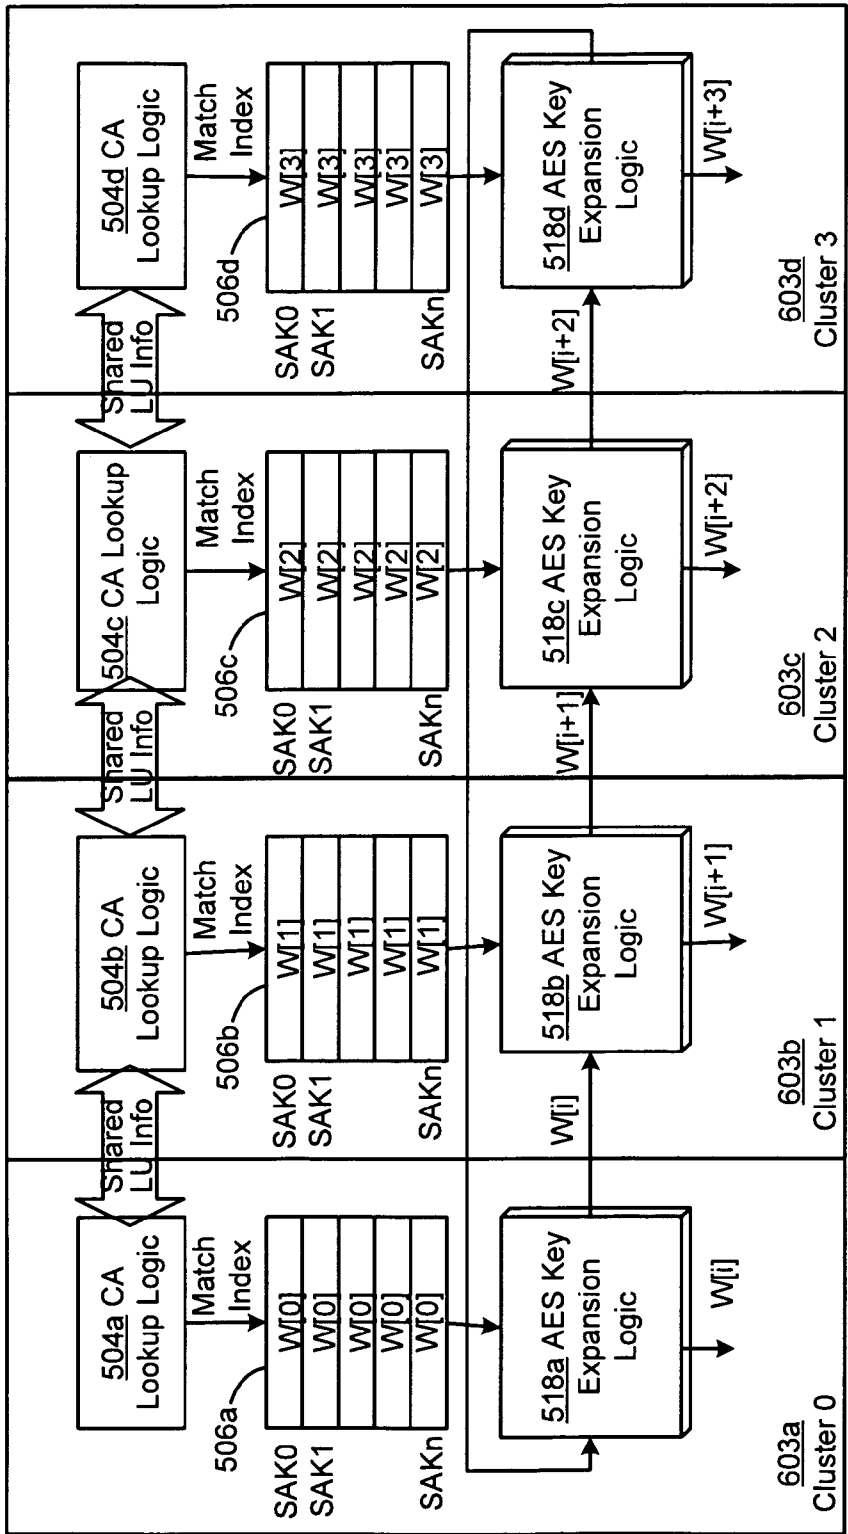 504a CA
Lookup Logic
Shared
LU Info
504b CA
Lookup Logic
Shared
LU Info
504c CA Lookup
Logic
Shared
LU Info
504d CA
Lookup Logic
Match
Index
Match
Index
Match
Index
Match
Index
506a
506b
506c
506d
SAK0
W[0]
SAK1
W[0]
W[0]
W[0]
SAKn
W[0]
SAK0
W[1]
SAK1
W[1]
W[1]
W[1]
SAKn
W[1]
SAK0
W[2]
SAK1
W[2]
W[2]
W[2]
SAKn
W[2]
SAK0
W[3]
SAK1
W[3]
W[3]
W[3]
SAKn
W[3]
518a AES Key
Expansion
Logic
W[i]
518b AES Key
Expansion
Logic
W[i+1]
518c AES Key
Expansion
Logic
W[i+2]
518d AES Key
Expansion
Logic
W[i]
W[i+1]
W[i+2]
W[i+3]
603a
Cluster 0
603b
Cluster 1
603c
Cluster 2
603d
Cluster 3